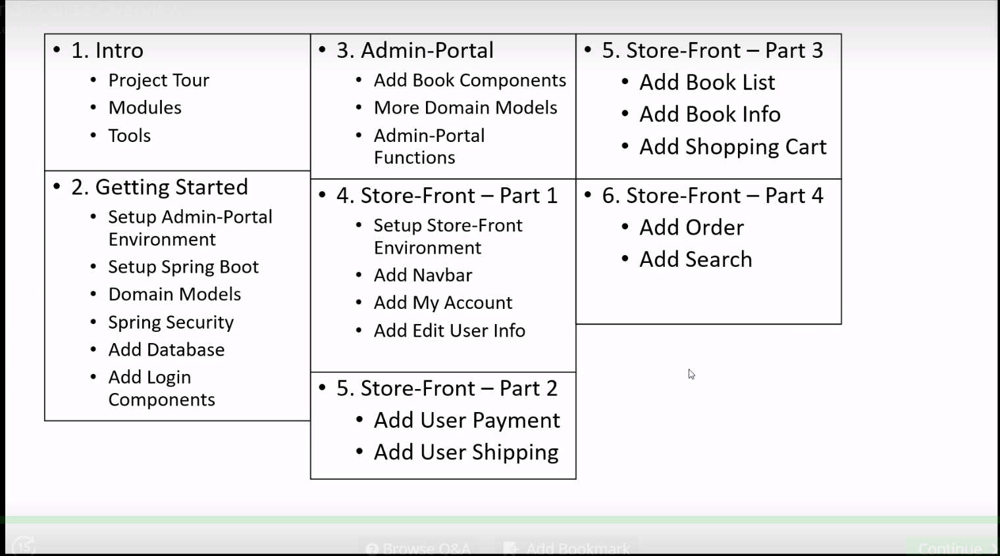 nd Course Overview
• 1. Intro
• Project Tour
• Modules
• Tools
• 2. Getting Started
• Setup Admin-Portal
Environment
• Setup Spring Boot
• Domain Models
• Spring Security
• Add Database
• Add Login
Components
• 3. Admin-Portal
• Add Book Components
• More Domain Models
• Admin-Portal
Functions
• 4. Store-Front – Part 1
• Setup Store-Front
Environment
• Add Navbar
• Add My Account
• Add Edit User Info
• 5. Store-Front – Part 2
• Add User Payment
• Add User Shipping
• 5. Store-Front – Part 3
• Add Book List
• Add Book Info
• Add Shopping Cart
• 6. Store-Front – Part 4
• Add Order
• Add Search
15
Browse Q&A
Add Bookmark
Continue